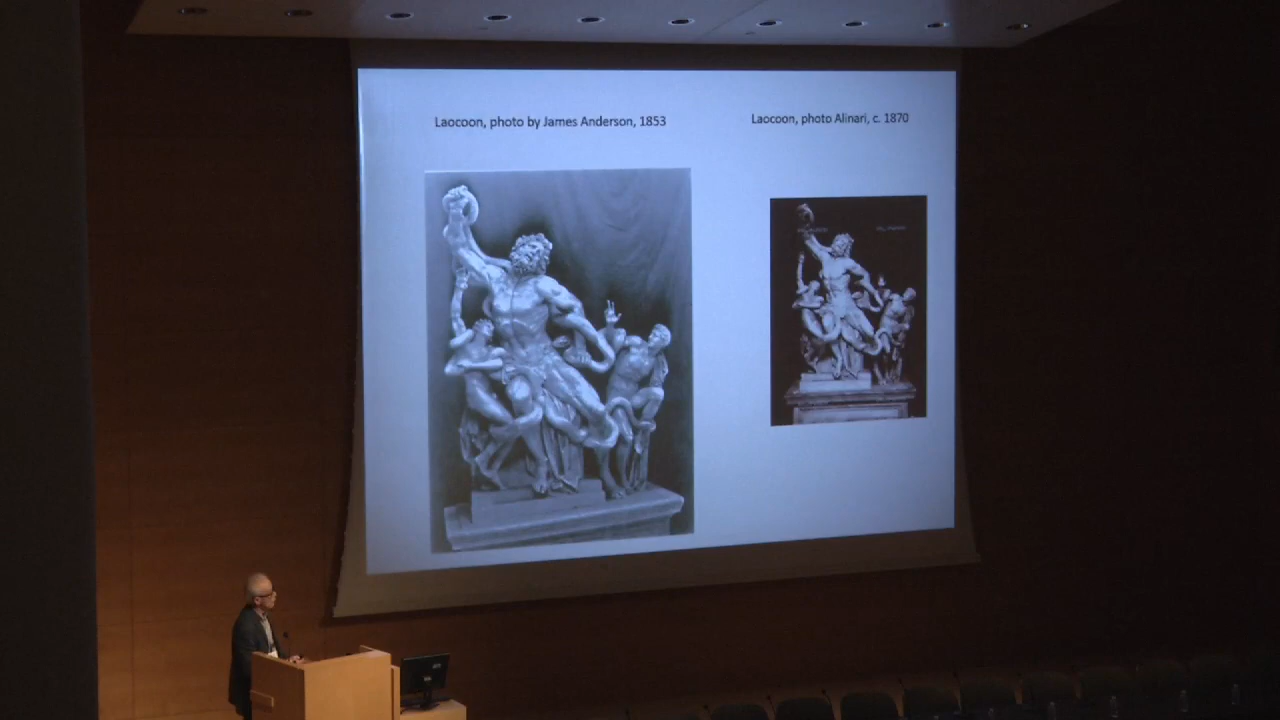 Laocoon, photo by James Anderson, 1853
Laocoon, photo Alinari, c. 1870